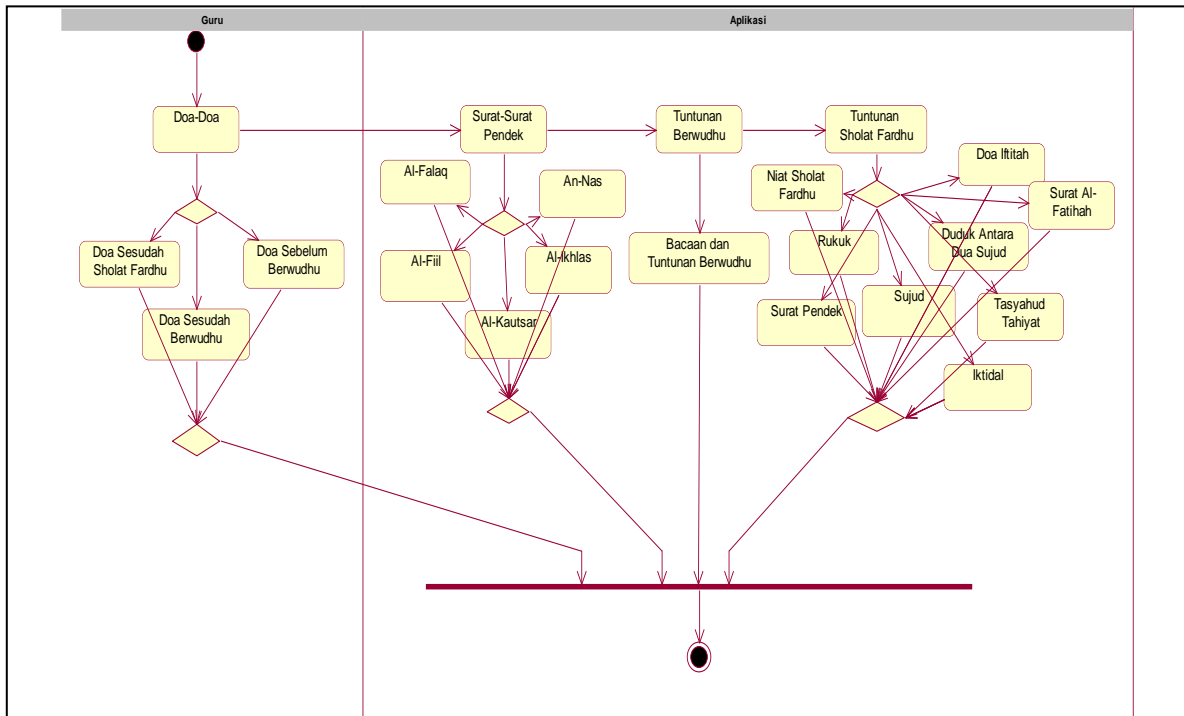 Guru
Aplikasi
Doa-Doa
Surat-Surat
Pendek
Tuntunan
Berwudhu
Tuntunan
Sholat Fardhu
Doa Sesudah
Sholat Fardhu
Doa Sebelum
Berwudhu
Doa Sesudah
Berwudhu
Al-Falaq
An-Nas
Al-Fiil
Al-Ikhlas
Al-Kautsar
Bacaan dan
Tuntunan Berwudhu
Niat Sholat
Fardhu
Doa Iftitah
Surat Al-
Fatihah
Rukuk
Duduk Antara
Dua Sujud
Surat Pendek
Sujud
Tasyahud
Tahiyat
Iktidal